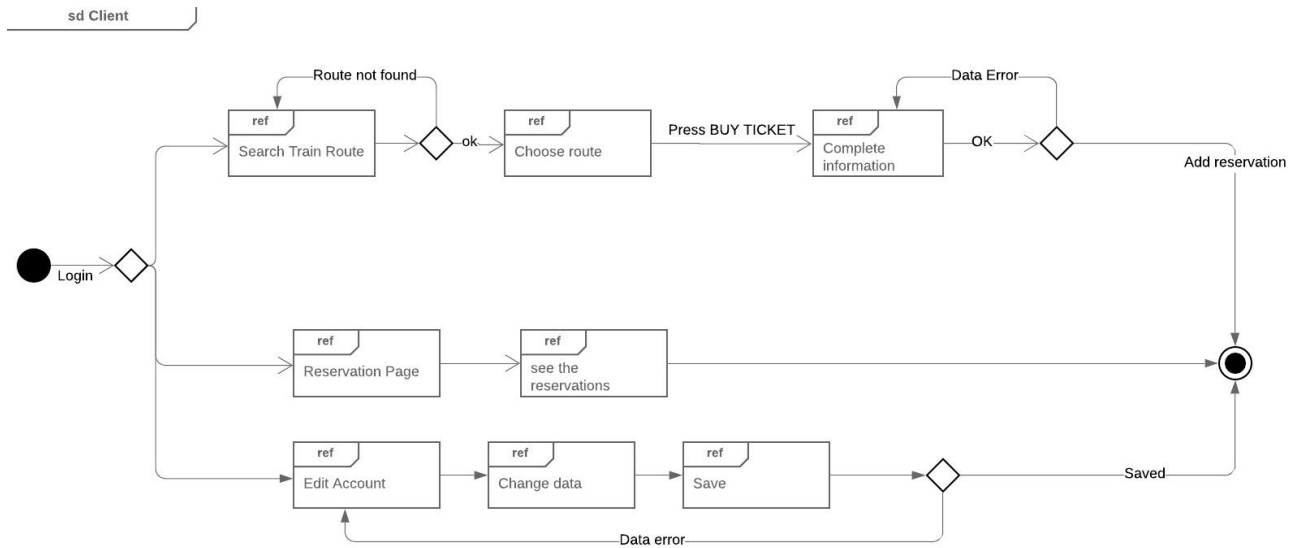 sd Client
Route not found
Data Error
ref
ref
ref
Search Train Route
ok
Choose route
Press BUY TICKET
Complete
information
OK
Add reservation
Login
ref
ref
Reservation Page
see the
reservations
ref
ref
ref
Edit Account
Change data
Save
Saved
Data error